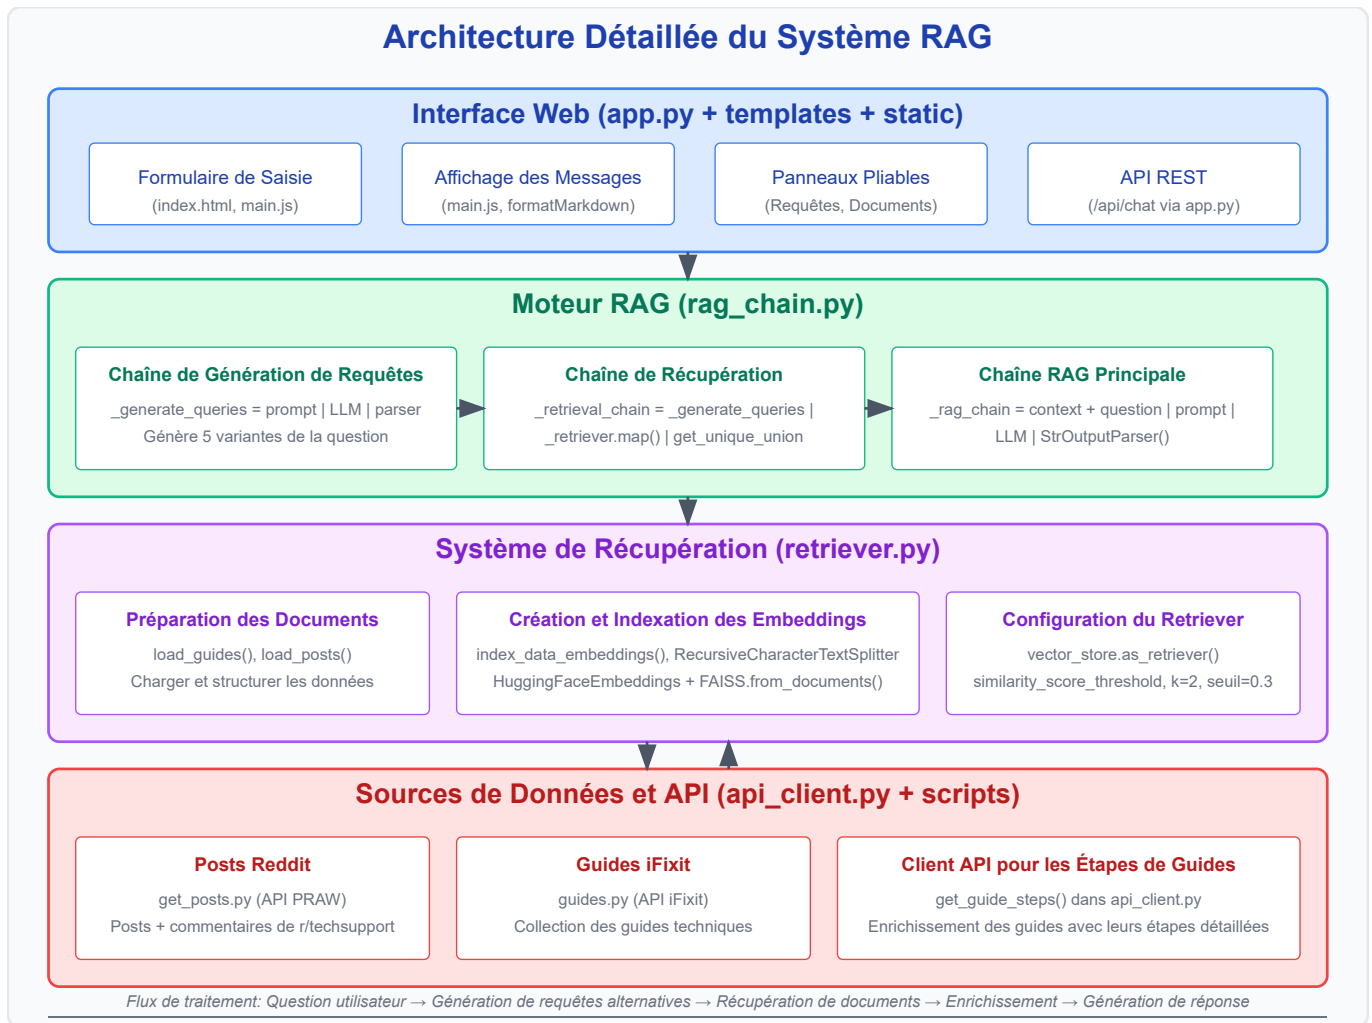 Architecture Détaillée du Système RAG
Interface Web (app.py + templates + static)
Formulaire de Saisie
(index.html, main.js)
Affichage des Messages
(main.js, formatMarkdown)
Panneaux Pliables
(Requêtes, Documents)
API REST
(/api/chat via app.py)
Moteur RAG (rag_chain.py)
Chaîne de Génération de Requêtes
_generate_queries = prompt | LLM | parser
Génère 5 variantes de la question
Chaîne de Récupération
_retrieval_chain = _generate_queries |
_retriever.map() | get_unique_union
Chaîne RAG Principale
_rag_chain = context + question | prompt |
LLM | StrOutputParser()
Système de Récupération (retriever.py)
Préparation des Documents
load_guides(), load_posts()
Charger et structurer les données
Création et Indexation des Embeddings
index_data_embeddings(), RecursiveCharacterTextSplitter
HuggingFaceEmbeddings + FAISS.from_documents()
Configuration du Retriever
vector_store.as_retriever()
similarity_score_threshold, k=2, seuil=0.3
Sources de Données et API (api_client.py + scripts)
Posts Reddit
get_posts.py (API PRAW)
Posts + commentaires de r/techsupport
Guides iFixit
guides.py (API iFixit)
Collection des guides techniques
Client API pour les Étapes de Guides
get_guide_steps() dans api_client.py
Enrichissement des guides avec leurs étapes détaillées
Flux de traitement: Question utilisateur → Génération de requêtes alternatives → Récupération de documents → Enrichissement → Génération de réponse